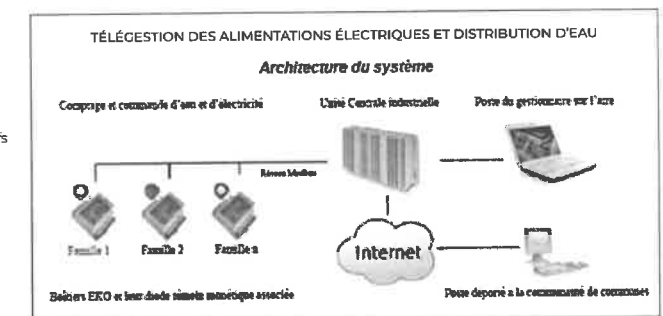 TÉLÉGESTION DES ALIMENTATIONS ÉLECTRIQUES ET DISTRIBUTION D'EAU
Architecture du système
Comptage et commande d'eau et d'électricité
Unité Centrale industrielle
Poste du gestionnaire sur l'aire
fs
Réseau Modbus
Famille 1
Famille 2
Famille n
Internet
Boîtiers EKO et leur diode témoin associée
Poste déporté a la communauté de communes